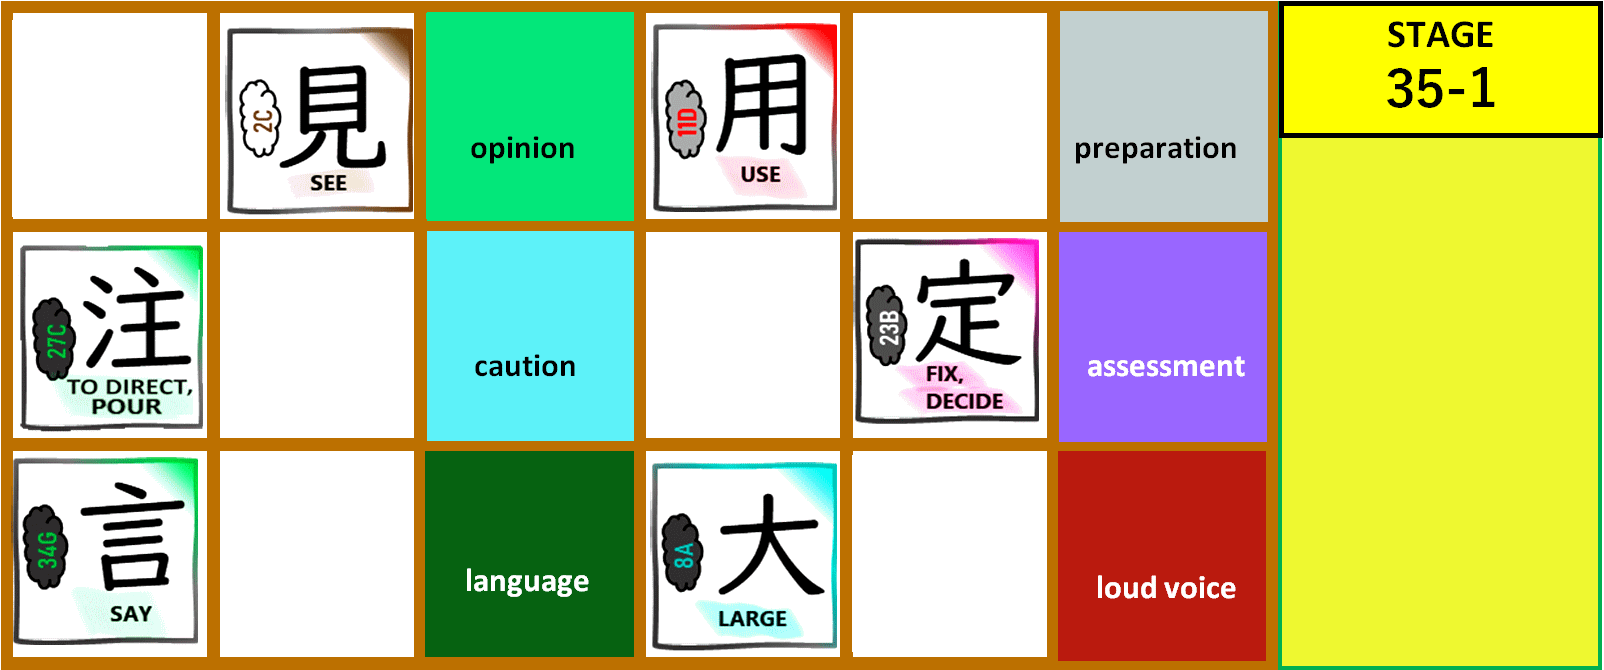 2C
見
SEE
opinion
11D
用
USE
preparation
STAGE
35-1
27C
注
TO DIRECT,
POUR
caution
23B
定
FIX,
DECIDE
assessment
34G
言
SAY
language
8A
大
LARGE
loud voice